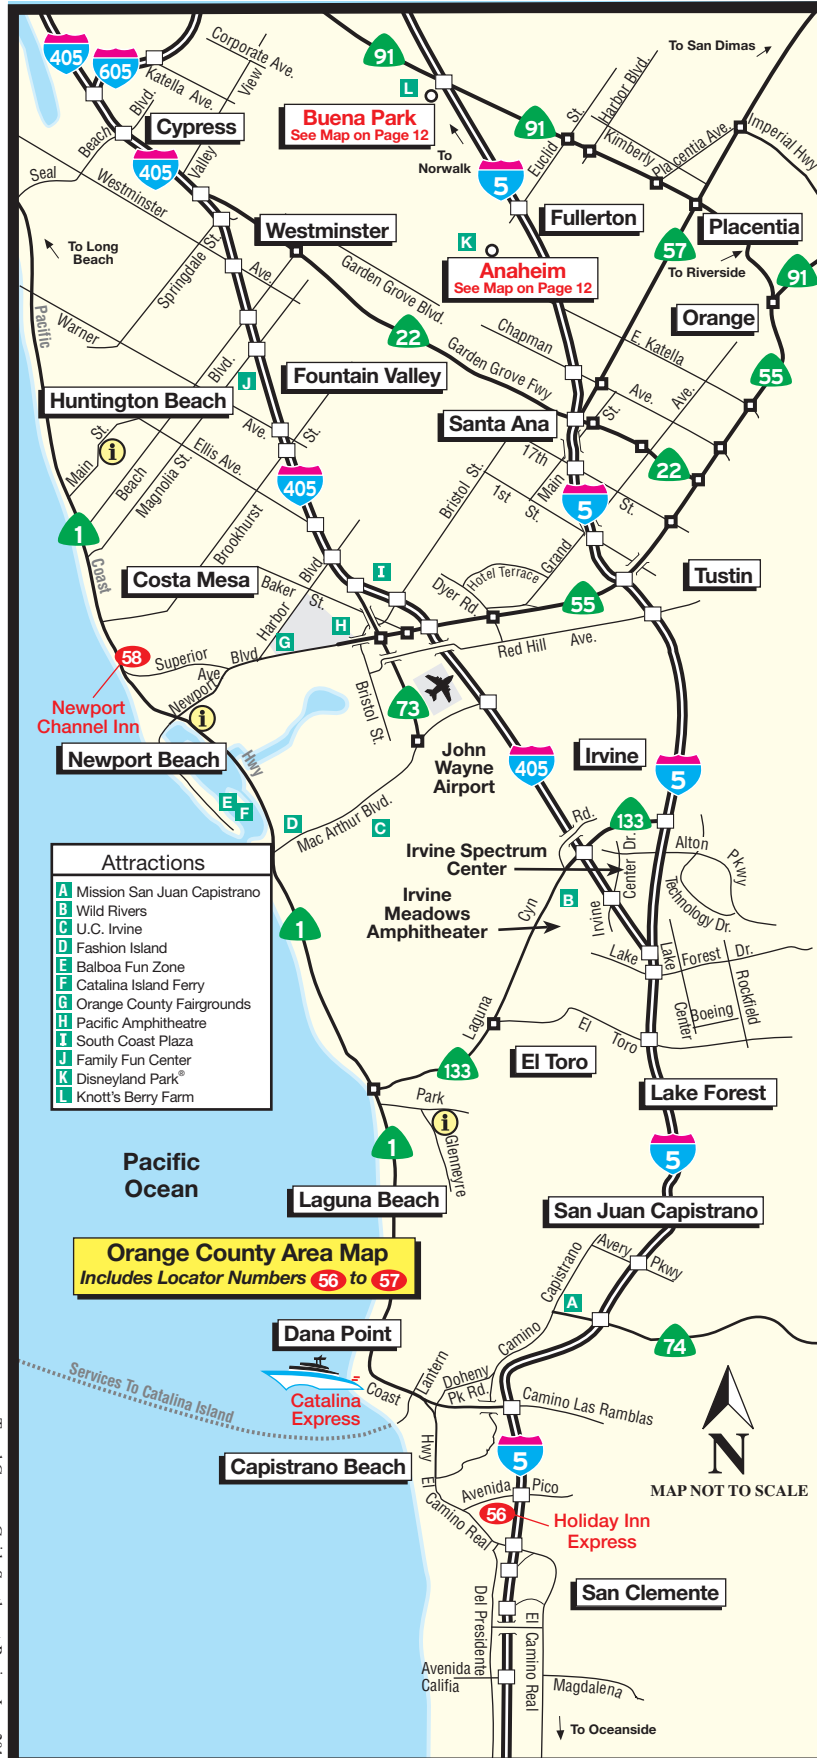 405
605
Corporate Ave.
View
Katella Ave.
Blvd.
91
L
Buena Park
See Map on Page 12
To San Dimas
Harbor Blvd.
St.
Euclid
91
Kimberly
Placentia Ave.
Imperial Hwy
57
Cypress
Beach
405
Valley
Seal
Westminster
To
Norwalk
5
Fullerton
Placentia
Westminster
To Long
Beach
Springdale St.
Ave.
K
Anaheim
See Map on Page 12
To Riverside
91
Orange
Garden Grove Blvd.
22
Garden Grove Fwy
Chapman
E. Katella
Ave.
Ave.
55
Pacific
Warner
Blvd.
J
Fountain Valley
Huntington Beach
Santa Ana
St.
Main St.
i
Ave.
St.
Ellis Ave.
Beach
Magnolia St.
Brookhurst
405
Bristol St.
17th
Main
1st
St.
St.
22
5
1
Coast
Costa Mesa
Baker
St.
Blvd
Harbor
I
H
G
Dyer Rd.
Hotel Terrace
Grand
55
Tustin
Red Hill Ave.
58
Superior
Ave.
Blvd.
Newport
Newport
Channel Inn
i
Bristol St.
73
John
Wayne
Airport
405
Irvine
5
Newport Beach
Hwy
E
F
D
Mac Arthur Blvd.
C
Rd.
133
Alton
Pkwy
Irvine Spectrum
Center
Center Dr.
Irvine
Technology Dr.
B
Irvine
Meadows
Amphitheater
Cyn
Laguna
Lake Forest Dr.
Lake
Center
Rockfield
Boeing
El Toro
Attractions
A Mission San Juan Capistrano
B Wild Rivers
C U.C. Irvine
D Fashion Island
E Balboa Fun Zone
F Catalina Island Ferry
G Orange County Fairgrounds
H Pacific Amphitheatre
I South Coast Plaza
J Family Fun Center
K Disneyland Park®
L Knott's Berry Farm
1
133
El Toro
Lake Forest
Park
i
Glenneyre
1
5
Pacific
Ocean
Laguna Beach
San Juan Capistrano
Orange County Area Map
Includes Locator Numbers 56 to 57
Avery Pkwy
Capistrano
Camino
A
74
Dana Point
Services To Catalina Island
Catalina
Express
Coast
Lantern
Doheny
Pk Rd.
Camino Las Ramblas
Hwy
N
MAP NOT TO SCALE
Capistrano Beach
5
El Camino Real
Avenida Pico
56
Holiday Inn
Express
San Clemente
Del Presidente
El Camino Real
Avenida
Califia
Magdalena
To Oceanside